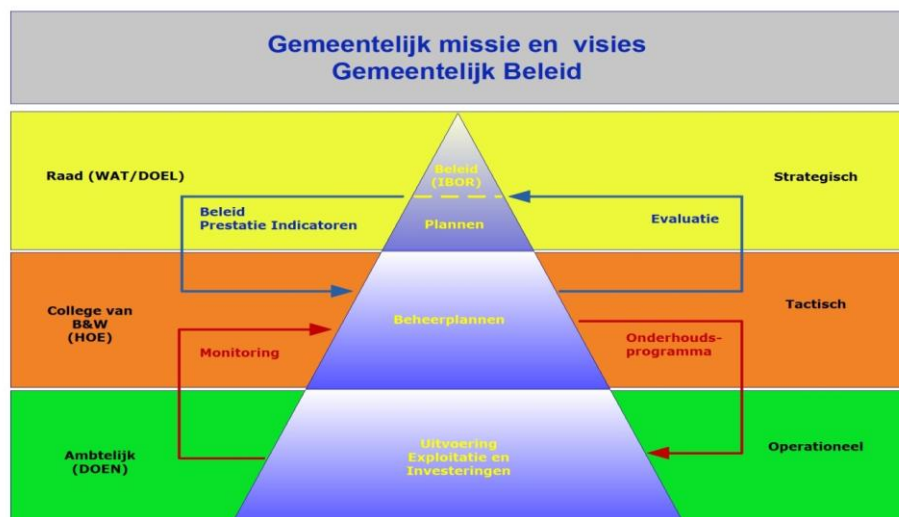 Gemeentelijk missie en visies
Gemeentelijk Beleid
Raad (WAT/DOEL)
Beleid
(IBOR)
Strategisch
Beleid
Prestatie Indicatoren
Plannen
Evaluatie
College van
B&W
(HOE)
Beheerplannen
Tactisch
Monitoring
Onderhouds-
programma
Ambtelijk
(DOEN)
Uitvoering
Exploitatie en
Investeringen
Operationeel